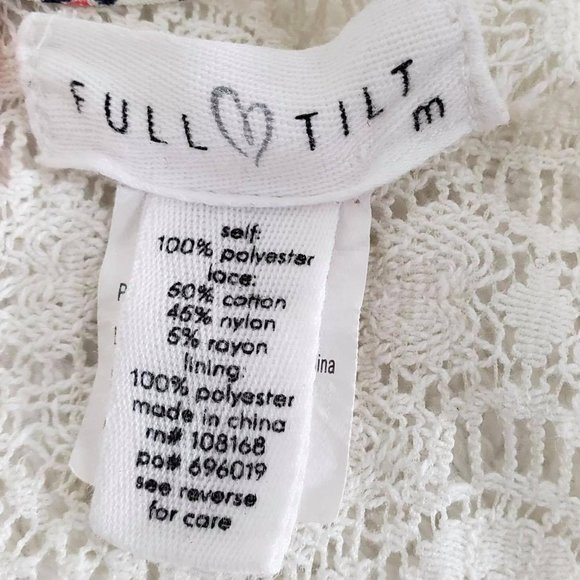 FULL TILT
m
self:
100% polyester
lace:
50% cotton
45% nylon
5% rayon
lining:
100% polyester
made in china
rn# 108168
po# 696019
see reverse
for care
ina